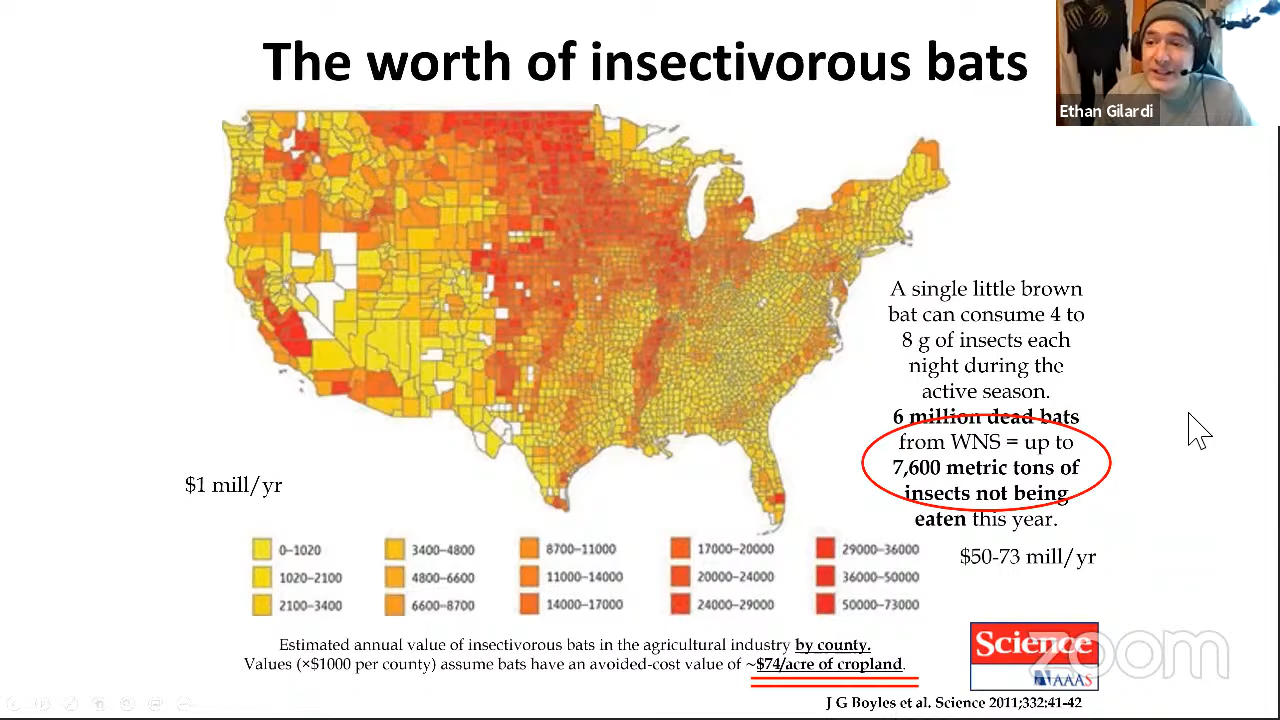 The worth of insectivorous bats
Ethan Gilardi
A single little brown
bat can consume 4 to
8 g of insects each
night during the
active season.
6 million dead bats
from WNS = up to
7,600 metric tons of
insects not being
eaten this year.
$1 mill/yr
$50-73 mill/yr
0–1020
3400–4800
8700–11000
17000–20000
29000–36000
1020–2100
4800–6600
11000–14000
20000–24000
36000–50000
2100–3400
6600–8700
14000–17000
24000–29000
50000–73000
Estimated annual value of insectivorous bats in the agricultural industry by county.
Values (×$1000 per county) assume bats have an avoided-cost value of ~$74/acre of cropland.
Science
AAAS
zoom
J G Boyles et al. Science 2011;332:41-42